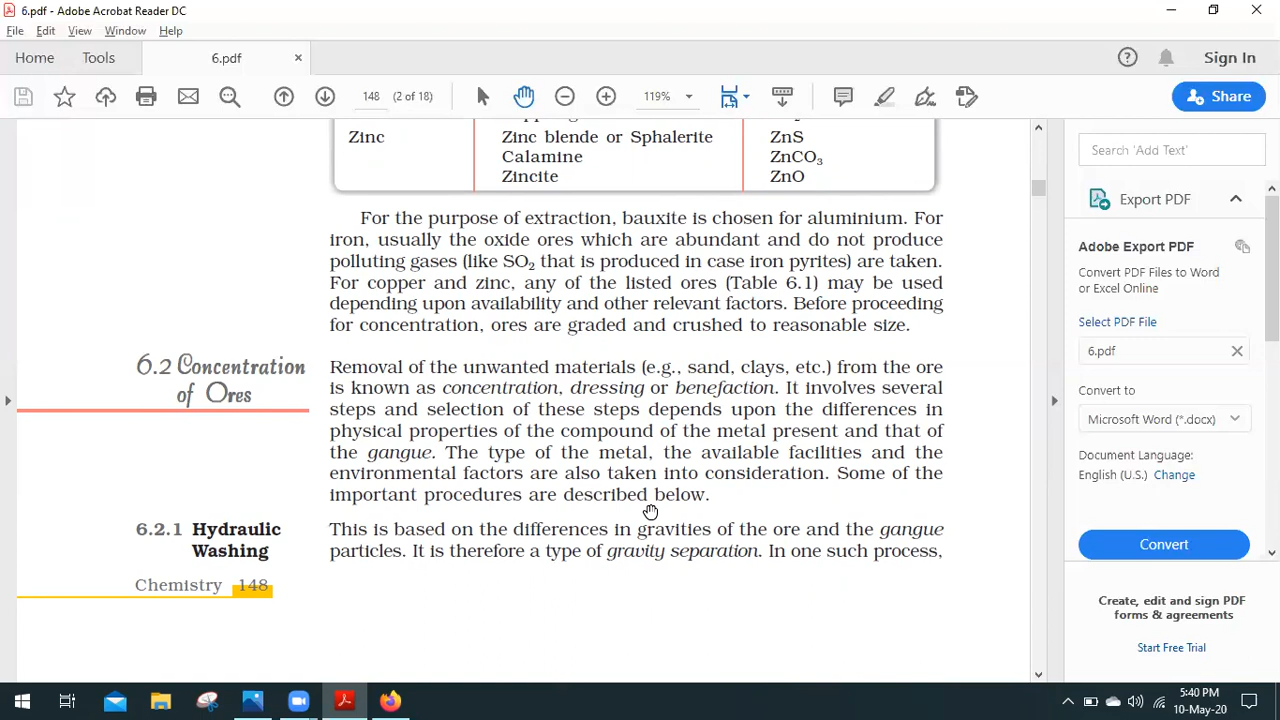 6.pdf - Adobe Acrobat Reader DC
File Edit View Window Help
Home Tools 6.pdf Sign In
148 (2 of 18) 119% Share
Zinc Zinc blende or Sphalerite ZnS
Calamine ZnCO3
Zincite ZnO
For the purpose of extraction, bauxite is chosen for aluminium. For
iron, usually the oxide ores which are abundant and do not produce
polluting gases (like SO2 that is produced in case iron pyrites) are taken.
For copper and zinc, any of the listed ores (Table 6.1) may be used
depending upon availability and other relevant factors. Before proceeding
for concentration, ores are graded and crushed to reasonable size.
6.2 Concentration
of Ores
Removal of the unwanted materials (e.g., sand, clays, etc.) from the ore
is known as concentration, dressing or benefaction. It involves several
steps and selection of these steps depends upon the differences in
physical properties of the compound of the metal present and that of
the gangue. The type of the metal, the available facilities and the
environmental factors are also taken into consideration. Some of the
important procedures are described below.
6.2.1 Hydraulic
Washing
This is based on the differences in gravities of the ore and the gangue
particles. It is therefore a type of gravity separation. In one such process,
Chemistry 148
Search 'Add Text'
Export PDF
Adobe Export PDF
Convert PDF Files to Word
or Excel Online
Select PDF File
6.pdf
Convert to
Microsoft Word (*.docx)
Document Language:
English (U.S.) Change
Convert
Create, edit and sign PDF
forms & agreements
Start Free Trial
5:40 PM
10-May-20